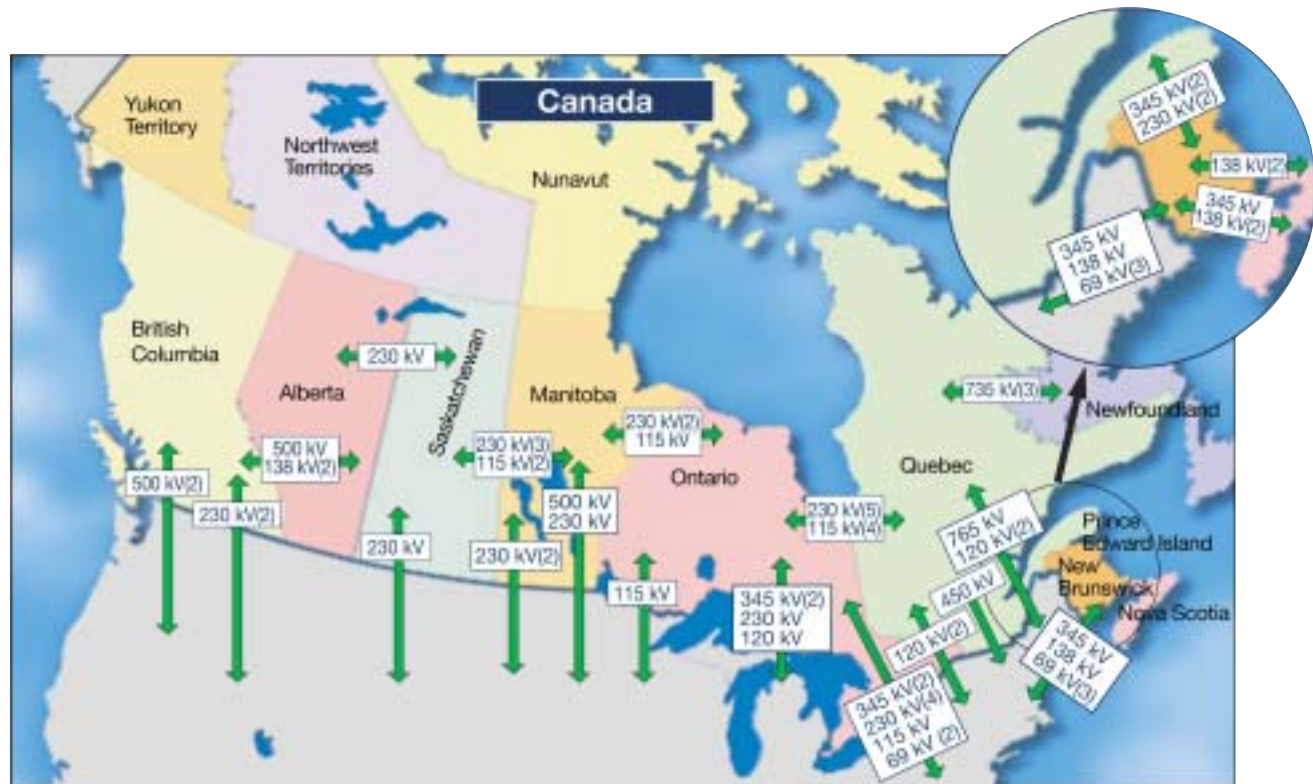 Canada
Yukon
Territory
Northwest
Territories
Nunavut
345 kV(2)
230 kV(2)
138 kV(2)
345 kV
138 kV(2)
345 kV
138 kV
69 kV(3)
British
Columbia
Alberta
230 kV
Saskatchewan
Manitoba
735 kV(3)
Newfoundland
500 kV
138 kV(2)
230 kV(3)
115 kV(2)
230 kV(2)
115 kV
Ontario
Quebec
500 kV(2)
230 kV(2)
230 kV
230 kV(2)
500 kV
230 kV
115 kV
345 kV(2)
230 kV
120 kV
230 kV(5)
115 kV(4)
765 kV
120 kV(2)
450 kV
120 kV(2)
345 kV(2)
230 kV(4)
115 kV
69 kV (2)
Prince
Edward Island
New
Brunswick
Nova Scotia
345 kV
138 kV
69 kV(3)